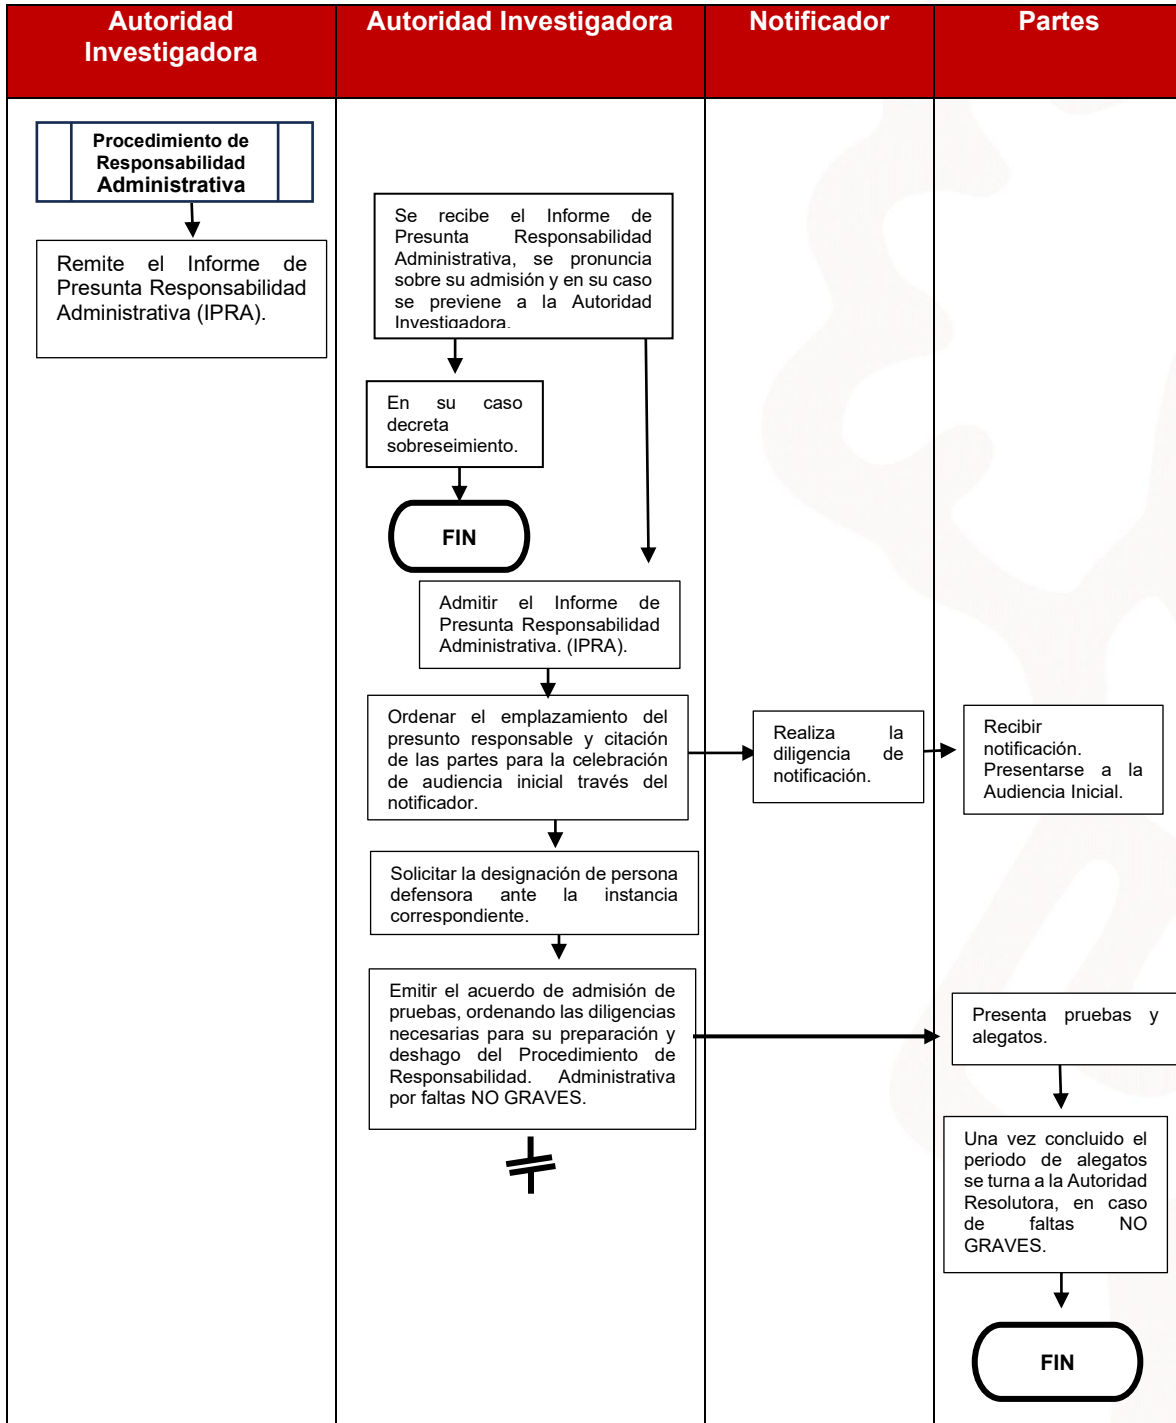 Autoridad
Investigadora
Autoridad Investigadora
Notificador
Partes
Procedimiento de
Responsabilidad
Administrativa
Remite el Informe de
Presunta Responsabilidad
Administrativa (IPRA).
Se recibe el Informe de
Presunta Responsabilidad
Administrativa, se pronuncia
sobre su admisión y en su caso
se previene a la Autoridad
Investigadora.
En su caso
decreta
sobreseimiento.
FIN
Admitir el Informe de
Presunta Responsabilidad
Administrativa. (IPRA).
Ordenar el emplazamiento del
presunto responsable y citación
de las partes para la celebración
de audiencia inicial través del
notificador.
Realiza la
diligencia de
notificación.
Recibir
notificación.
Presentarse a la
Audiencia Inicial.
Solicitar la designación de persona
defensora ante la instancia
correspondiente.
Emitir el acuerdo de admisión de
pruebas, ordenando las diligencias
necesarias para su preparación y
deshago del Procedimiento de
Responsabilidad. Administrativa
por faltas NO GRAVES.
Presenta pruebas y
alegatos.
Una vez concluido el
periodo de alegatos
se turna a la Autoridad
Resolutora, en caso
de faltas NO
GRAVES.
FIN